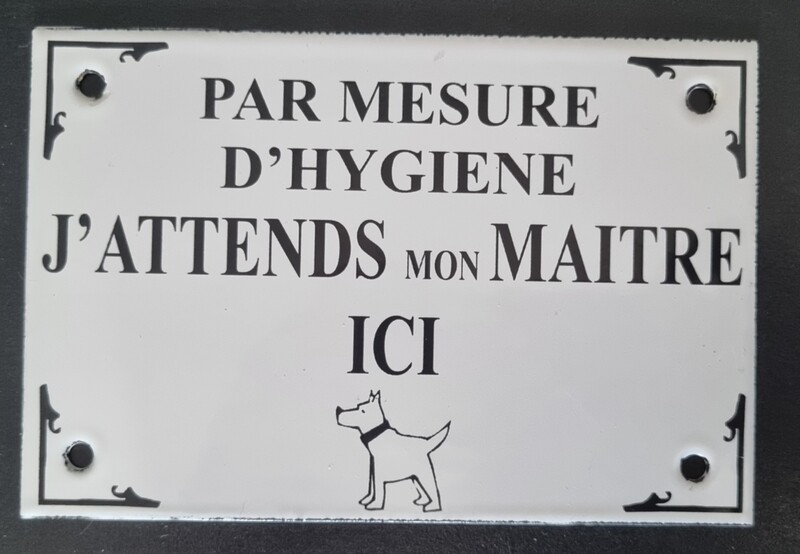 PAR MESURE
D'HYGIENE
J'ATTENDS MON MAITRE
ICI